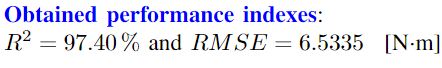 Obtained performance indexes:
R² = 97.40 % and RMSE = 6.5335 [N·m]